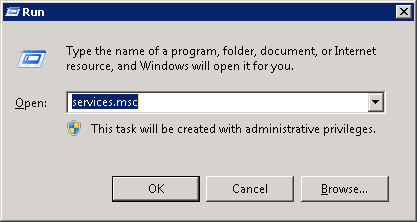 Run
Type the name of a program, folder, document, or Internet
resource, and Windows will open it for you.
Open: services.msc
This task will be created with administrative privileges.
OK Cancel Browse...